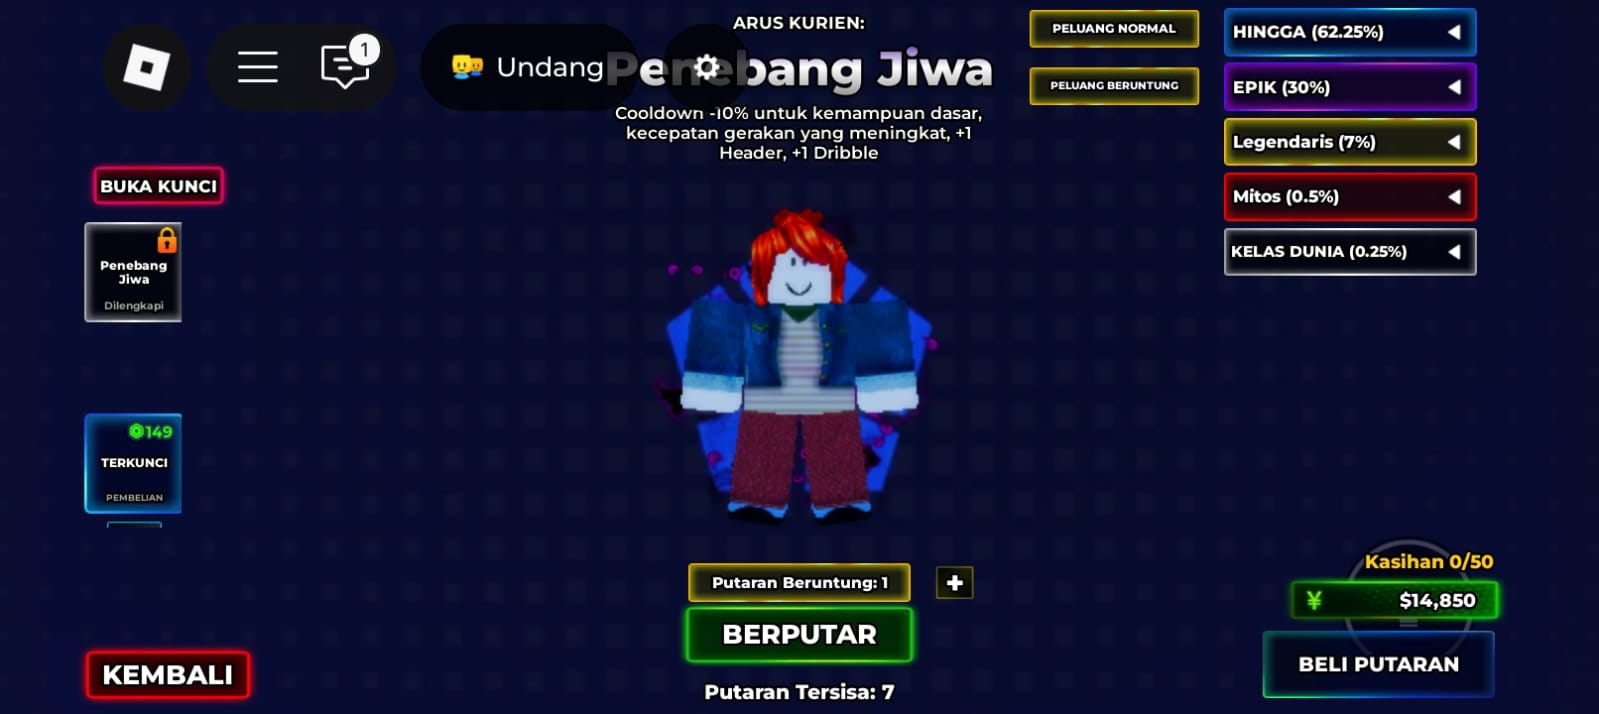 ARUS KURIEN:
1
Undang
Penebang Jiwa
Cooldown -10% untuk kemampuan dasar,
kecepatan gerakan yang meningkat, +1
Header, +1 Dribble
PELUANG NORMAL
PELUANG BERUNTUNG
HINGGA (62.25%)
EPIK (30%)
Legendaris (7%)
Mitos (0.5%)
KELAS DUNIA (0.25%)
BUKA KUNCI
Penebang
Jiwa
Dilengkapi
149
TERKUNCI
PEMBELIAN
Putaran Beruntung: 1
+
BERPUTAR
Putaran Tersisa: 7
KEMBALI
Kasihan 0/50
¥ $14,850
BELI PUTARAN